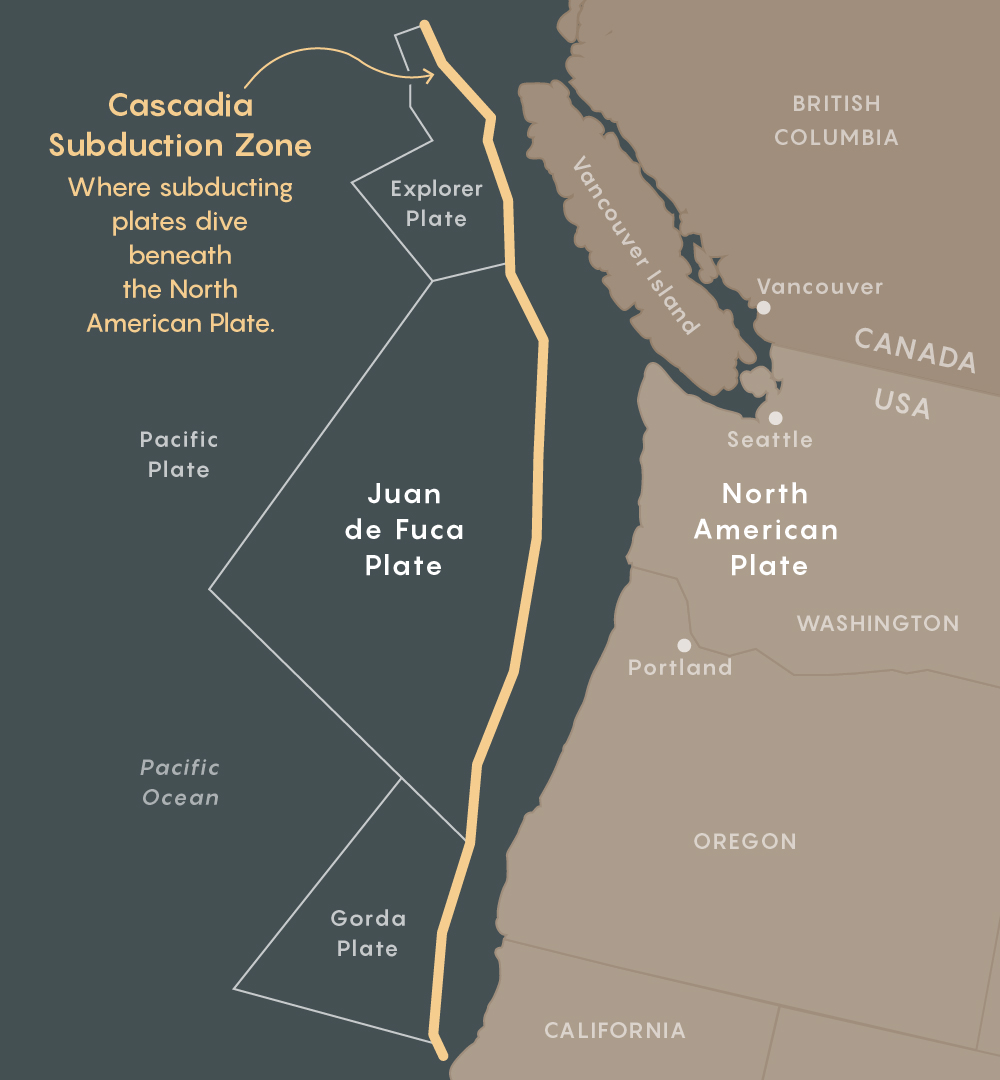 Cascadia
Subduction Zone
Where subducting
plates dive
beneath
the North
American Plate.
BRITISH
COLUMBIA
Explorer
Plate
Vancouver Island
Vancouver
CANADA
USA
Pacific
Plate
Seattle
Juan
de Fuca
Plate
North
American
Plate
WASHINGTON
Portland
Pacific
Ocean
OREGON
Gorda
Plate
CALIFORNIA